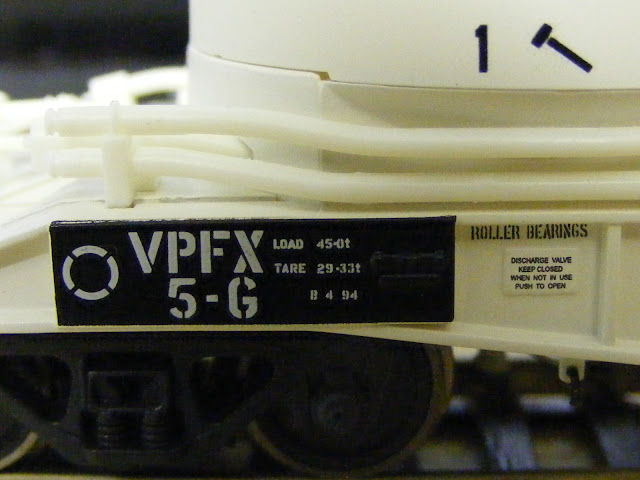 1
VPFX LOAD 45-0t
TARE 29-33t
5-G B 4 94
ROLLER BEARINGS
DISCHARGE VALVE
KEEP CLOSED
WHEN NOT IN USE
PUSH TO OPEN